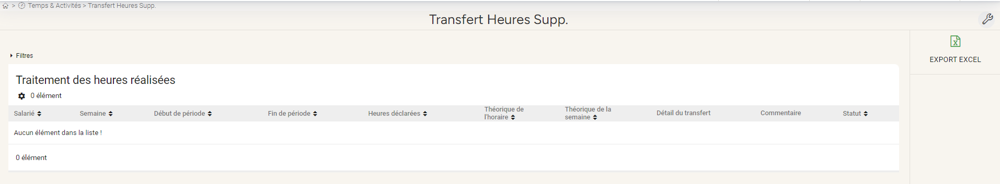 > Temps & Activités > Transfert Heures Supp.
Transfert Heures Supp.
EXPORT EXCEL
Filtres
Traitement des heures réalisées
0 élément
Salarié Semaine Début de période Fin de période Heures déclarées Théorique de l'horaire Théorique de la semaine Détail du transfert Commentaire Statut
Aucun élément dans la liste !
0 élément